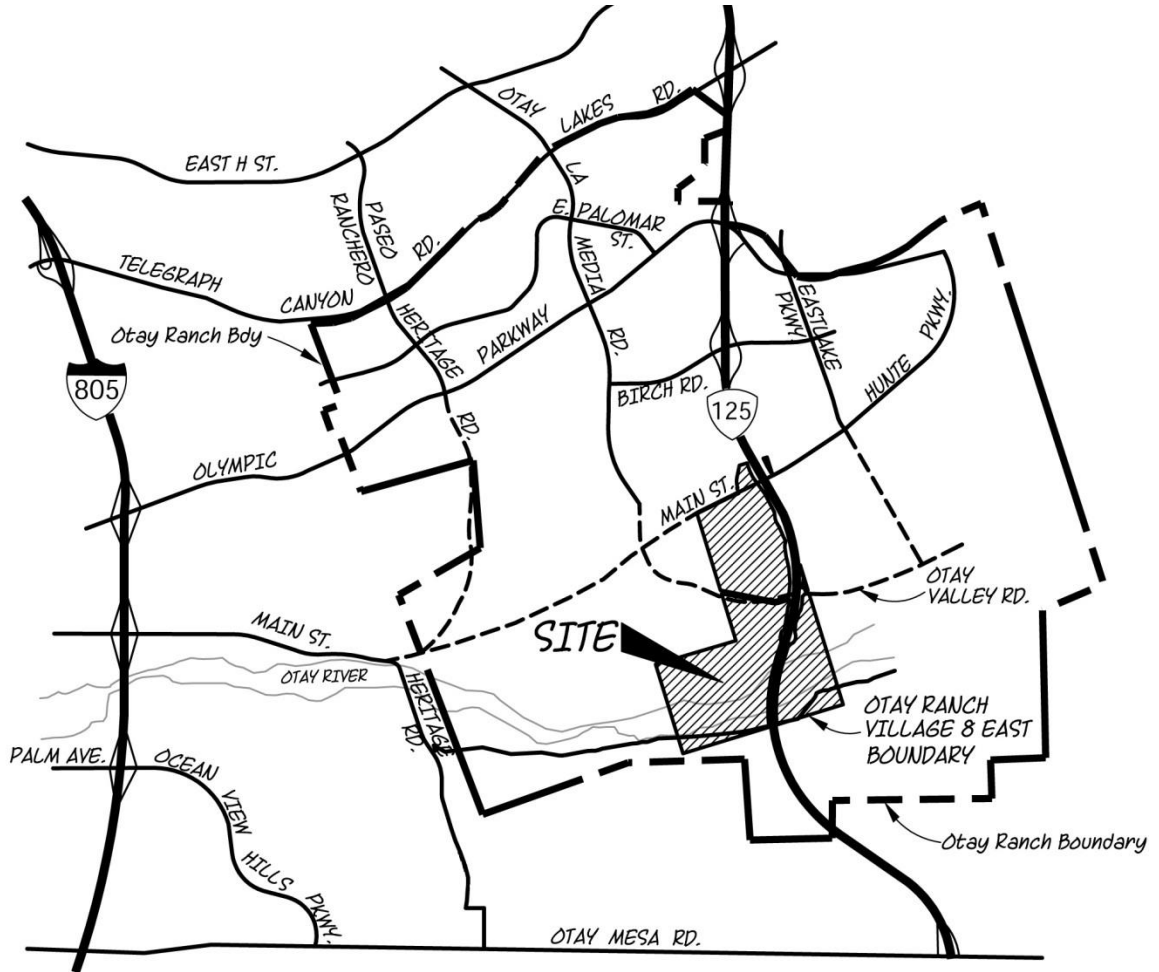 OTAY
LAKES
RD.
EAST H ST.
LA
MEDIA
RD.
PASEO
RANCHERO
E. PALOMAR
ST.
TELEGRAPH
CANYON
RD.
Otay Ranch Bdy
HERITAGE
RD.
PARKWAY
EASTLAKE
PKWY.
HUNTE
PKWY.
BIRCH RD.
805
125
OLYMPIC
MAIN ST.
OTAY
VALLEY RD.
SITE
MAIN ST.
OTAY RIVER
HERITAGE
RD.
OTAY RANCH
VILLAGE 8 EAST
BOUNDARY
PALM AVE.
OCEAN
VIEW
HILLS
PKWY.
Otay Ranch Boundary
OTAY MESA RD.